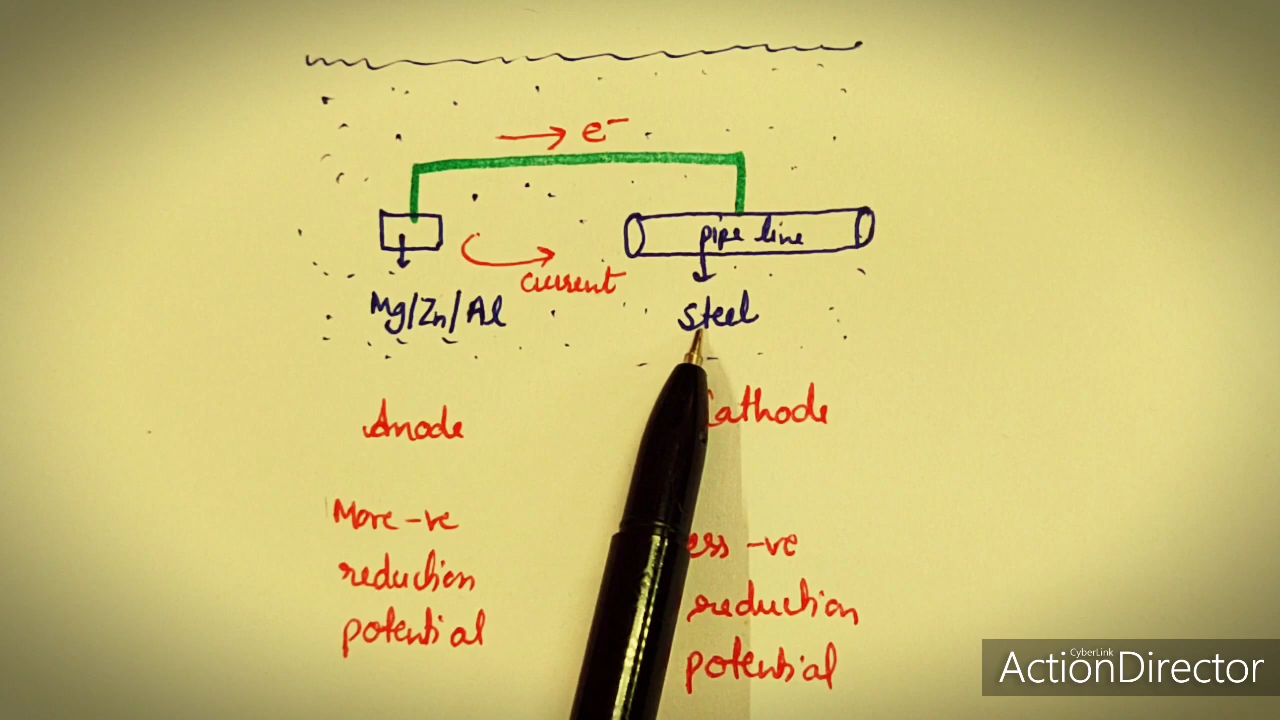 → e⁻
pipe line
current
Mg/Zn/Al
Steel
Anode
Cathode
More -ve
reduction
potential
ess -ve
reduction
potential
CyberLink
ActionDirector